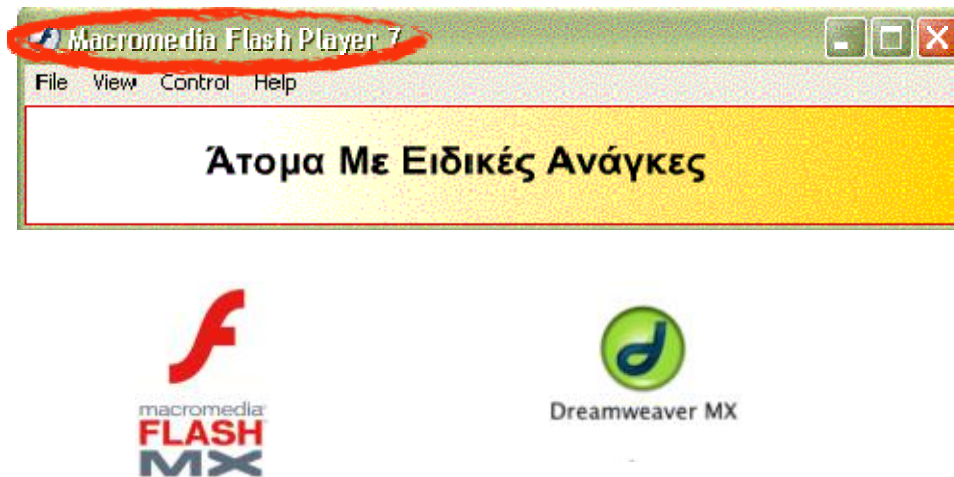 Macromedia Flash Player 7
File View Control Help
Άτομα Με Ειδικές Ανάγκες
macromedia
FLASH
MX
Dreamweaver MX